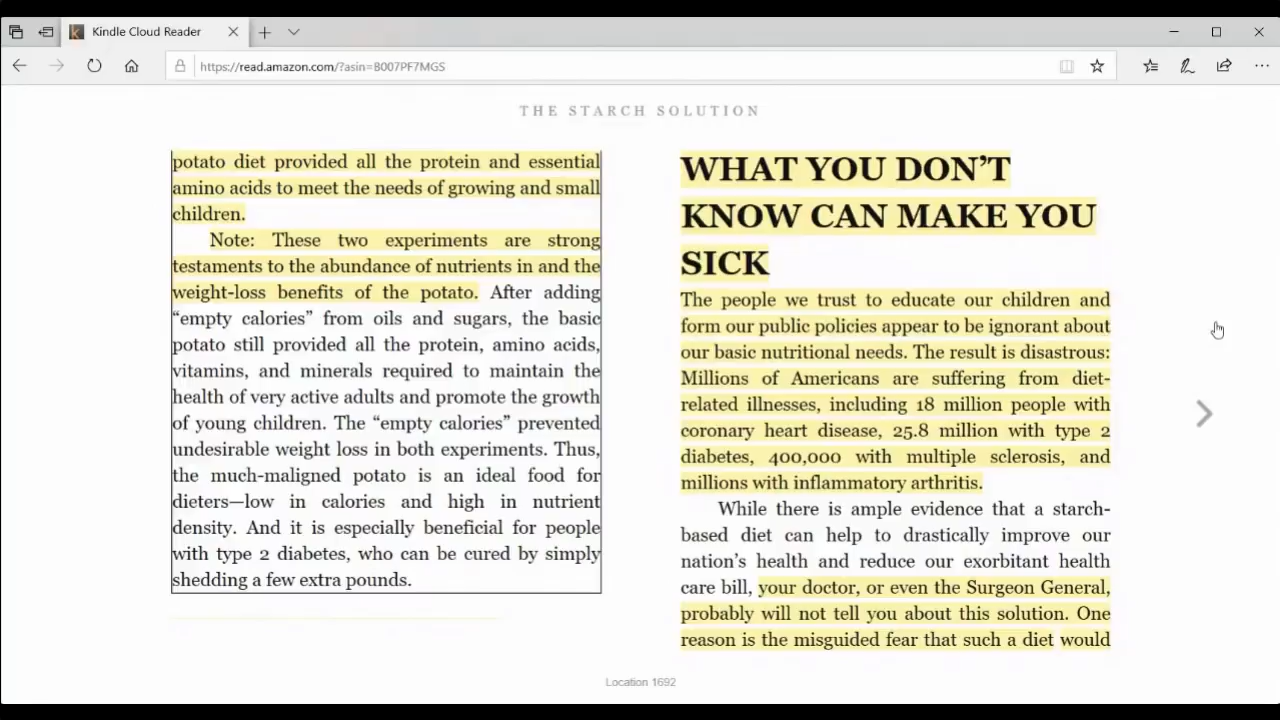 Kindle Cloud Reader
https://read.amazon.com/?asin=B007PF7MGS
THE STARCH SOLUTION
potato diet provided all the protein and essential
amino acids to meet the needs of growing and small
children.
Note: These two experiments are strong
testaments to the abundance of nutrients in and the
weight-loss benefits of the potato. After adding
“empty calories” from oils and sugars, the basic
potato still provided all the protein, amino acids,
vitamins, and minerals required to maintain the
health of very active adults and promote the growth
of young children. The “empty calories” prevented
undesirable weight loss in both experiments. Thus,
the much-maligned potato is an ideal food for
dieters—low in calories and high in nutrient
density. And it is especially beneficial for people
with type 2 diabetes, who can be cured by simply
shedding a few extra pounds.
WHAT YOU DON’T
KNOW CAN MAKE YOU
SICK
The people we trust to educate our children and
form our public policies appear to be ignorant about
our basic nutritional needs. The result is disastrous:
Millions of Americans are suffering from diet-
related illnesses, including 18 million people with
coronary heart disease, 25.8 million with type 2
diabetes, 400,000 with multiple sclerosis, and
millions with inflammatory arthritis.
While there is ample evidence that a starch-
based diet can help to drastically improve our
nation’s health and reduce our exorbitant health
care bill, your doctor, or even the Surgeon General,
probably will not tell you about this solution. One
reason is the misguided fear that such a diet would
Location 1692